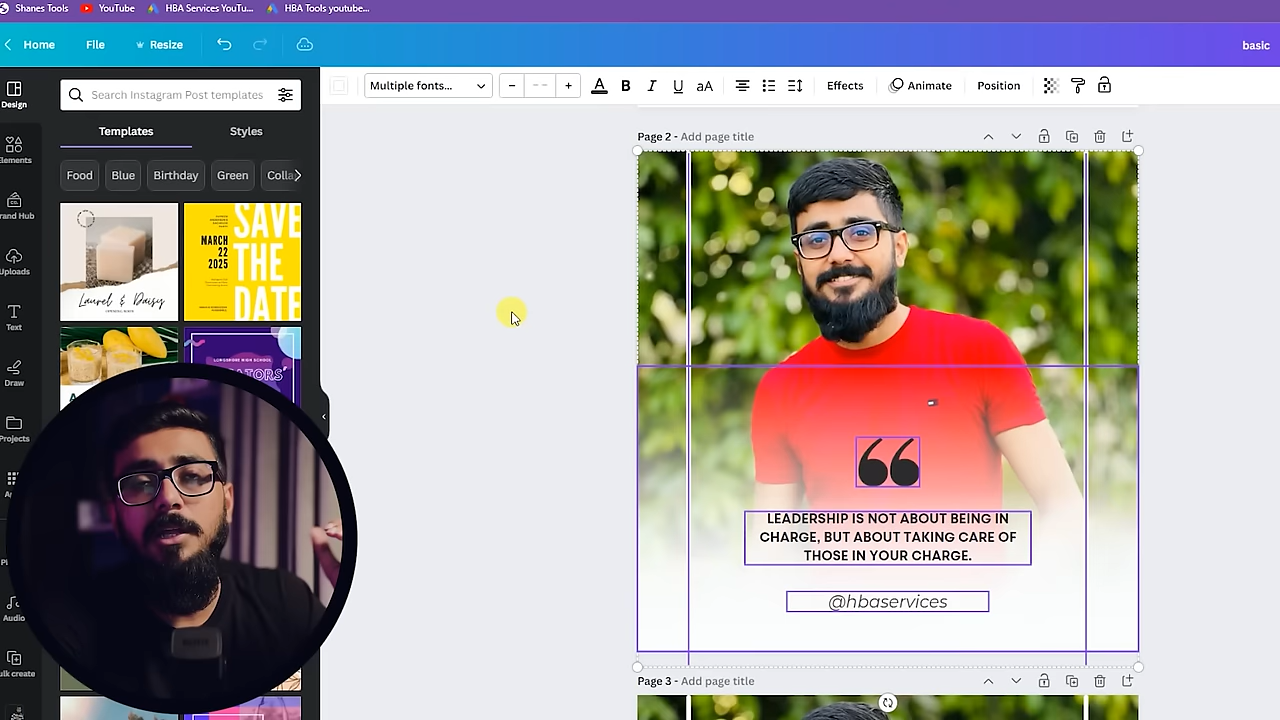 Shanes Tools
YouTube
HBA Services YouTu...
HBA Tools youtube...
Home
File
Resize
basic
Design
Elements
rand Hub
Uploads
Text
Draw
Projects
Audio
ulk create
Search Instagram Post templates
Templates
Styles
Food
Blue
Birthday
Green
Colla
Laurel & Daisy
SAVE
THE
DATE
MARCH
22
2025
Multiple fonts...
- -
A
B
I
U
aA
Effects
Animate
Position
Page 2 - Add page title
LEADERSHIP IS NOT ABOUT BEING IN
CHARGE, BUT ABOUT TAKING CARE OF
THOSE IN YOUR CHARGE.
@hbaservices
Page 3 - Add page title